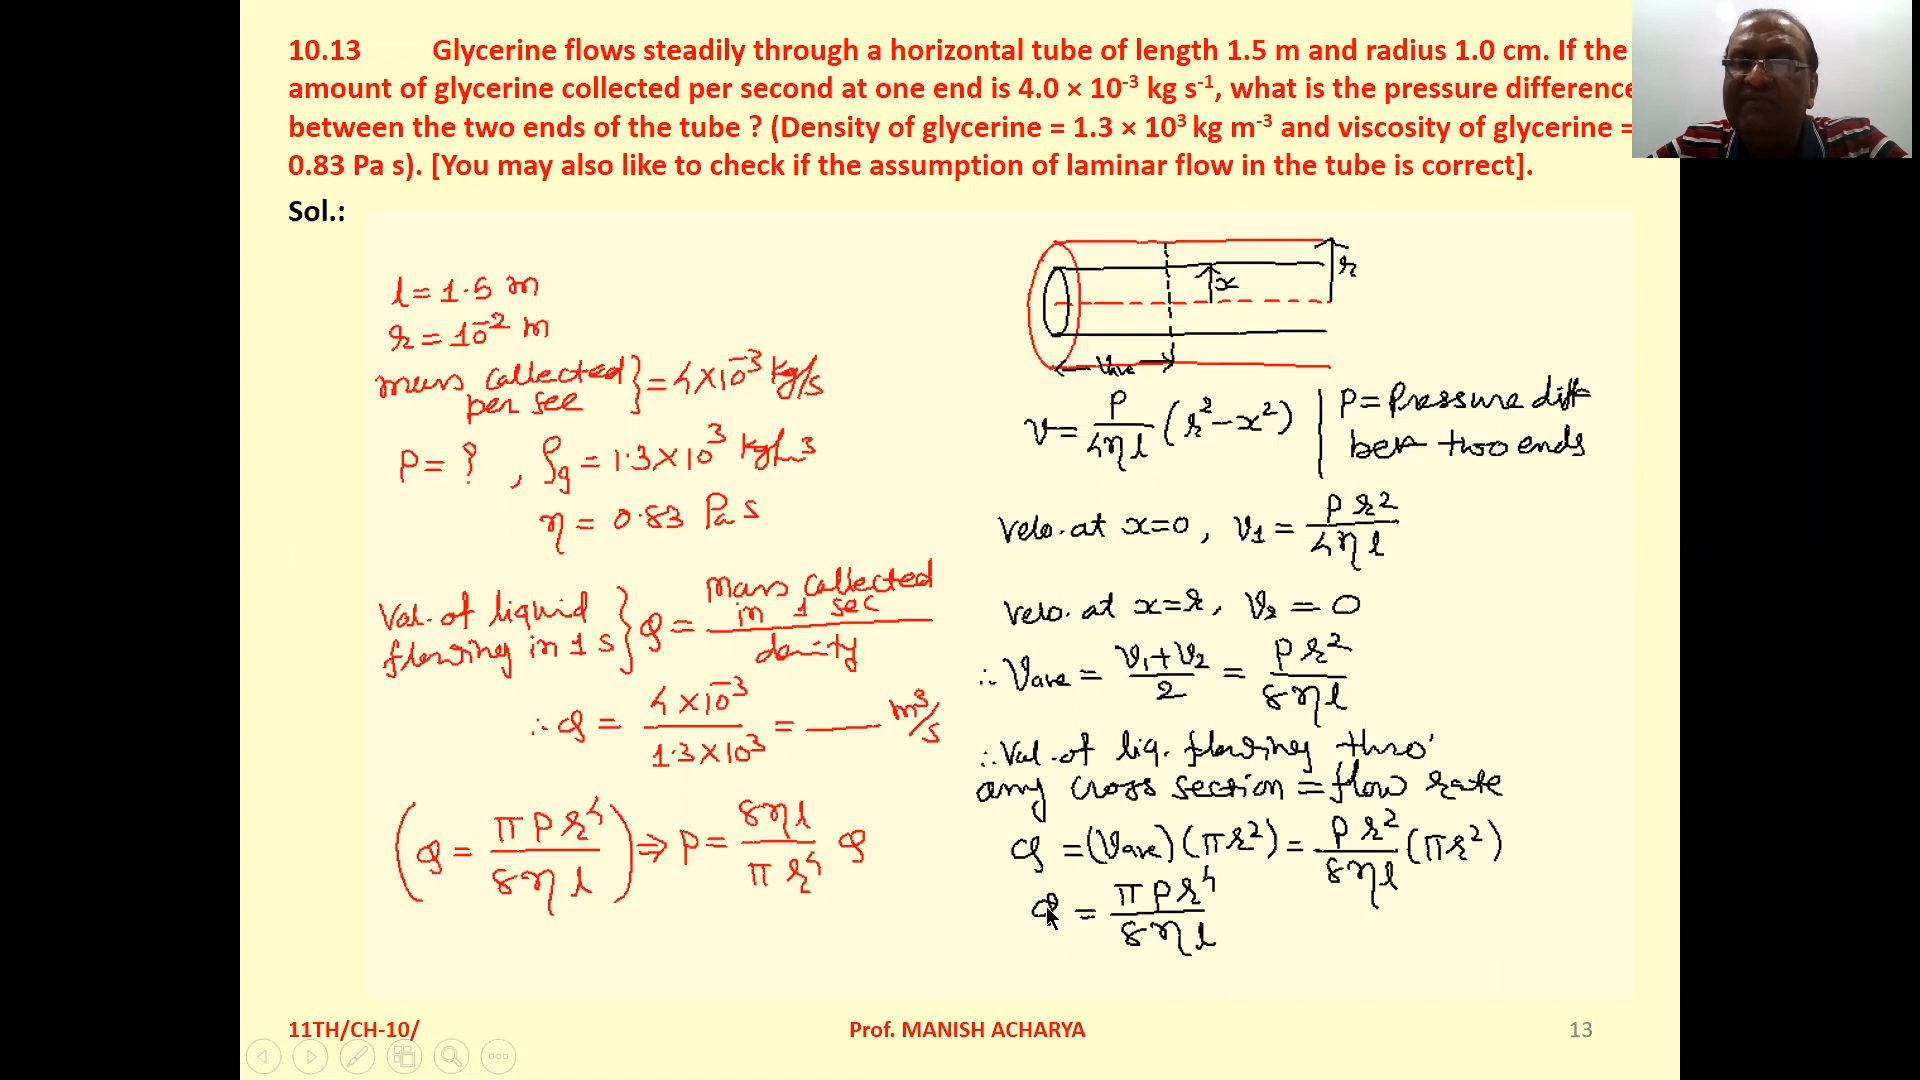 10.13 Glycerine flows steadily through a horizontal tube of length 1.5 m and radius 1.0 cm. If the
amount of glycerine collected per second at one end is 4.0 × 10⁻³ kg s⁻¹, what is the pressure difference
between the two ends of the tube ? (Density of glycerine = 1.3 × 10³ kg m⁻³ and viscosity of glycerine =
0.83 Pa s). [You may also like to check if the assumption of laminar flow in the tube is correct].
Sol.:
l = 1.5 m
r = 10⁻² m
mass collected per sec } = 4×10⁻³ kg/s
P = ? , ρg = 1.3×10³ kg/m³
η = 0.83 Pa s
Vol. of liquid flowing in 1 s } Q = mass collected in 1 sec / density
∴ Q = 4×10⁻³ / 1.3×10³ = ___ m³/s
(Q = πPr⁴ / 8ηl) ⇒ P = 8ηl / πr⁴ Q
r
x
Vave
v = P / 4ηl (r² − x²) | P = Pressure diff
betn two ends
Velo. at x=0, v₁ = Pr² / 4ηl
Velo. at x=r, v₂ = 0
∴ Vave = v₁+v₂ / 2 = Pr² / 8ηl
∴ Vol. of liq. flowing thro'
any cross section = flow rate
Q = (Vave)(πr²) = Pr² / 8ηl (πr²)
Q = πPr⁴ / 8ηl
11TH/CH-10/
Prof. MANISH ACHARYA
13